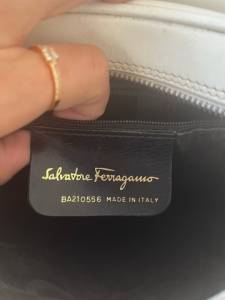 Salvatore Ferragamo
BA210556 MADE IN ITALY